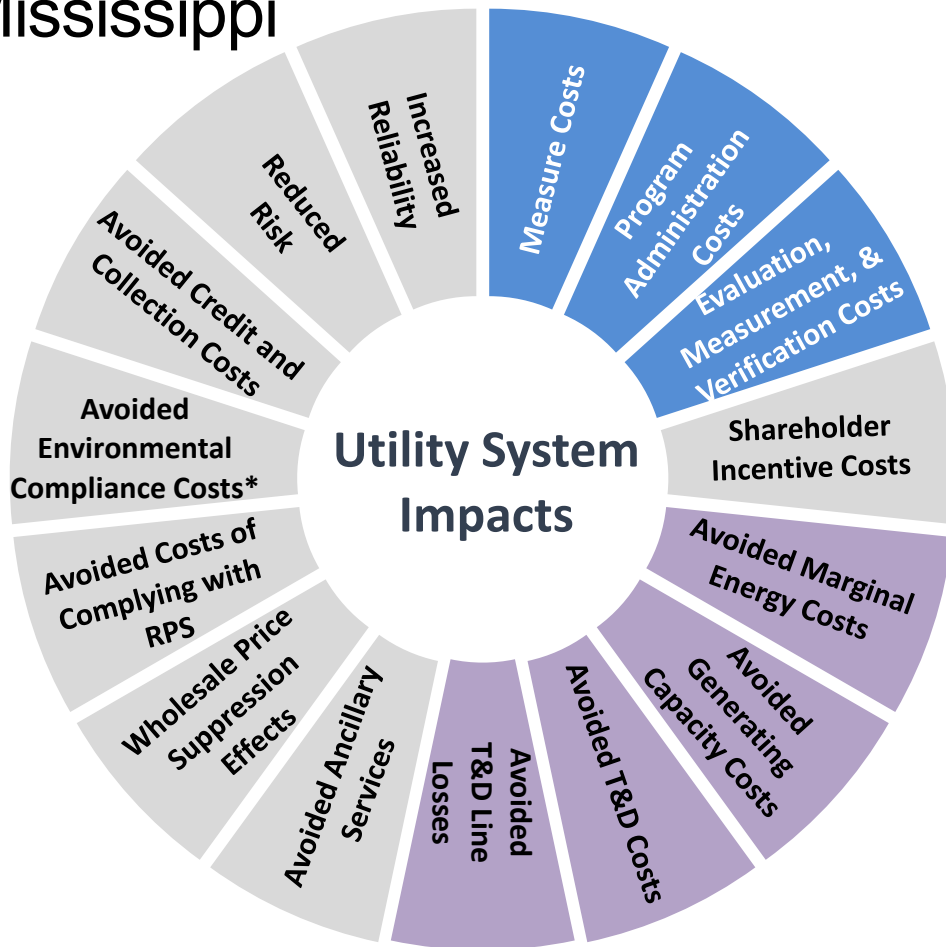 Mississippi
Measure Costs
Program
Administration
Costs
Evaluation,
Measurement, &
Verification Costs
Shareholder
Incentive Costs
Avoided Marginal
Energy Costs
Avoided
Generating
Capacity Costs
Avoided T&D Costs
Avoided
T&D Line
Losses
Avoided Ancillary
Services
Wholesale Price
Suppression
Effects
Avoided Costs of
Complying with
RPS
Avoided
Environmental
Compliance Costs*
Avoided Credit and
Collection Costs
Reduced
Risk
Increased
Reliability
Utility System
Impacts